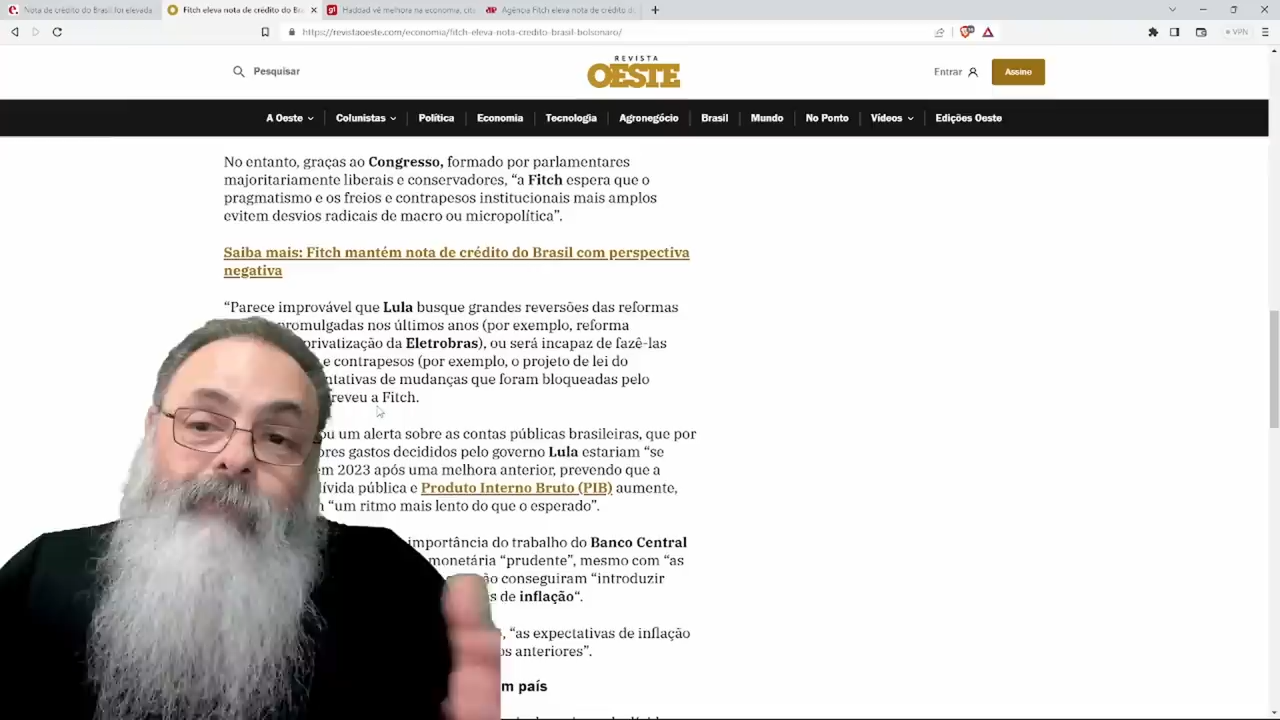 Nota de crédito do Brasil foi elevada
Fitch eleva nota de crédito do Br
g1
Haddad vê melhora na economia, cit
Agência Fitch eleva nota de crédito d
https://revistaoeste.com/economia/fitch-eleva-nota-credito-brasil-bolsonaro/
VPN
Pesquisar
REVISTA
OESTE
Entrar
Assine
A Oeste
Colunistas
Política
Economia
Tecnologia
Agronegócio
Brasil
Mundo
No Ponto
Vídeos
Edições Oeste
No entanto, graças ao Congresso, formado por parlamentares
majoritariamente liberais e conservadores, “a Fitch espera que o
pragmatismo e os freios e contrapesos institucionais mais amplos
evitem desvios radicais de macro ou micropolítica”.
Saiba mais: Fitch mantém nota de crédito do Brasil com perspectiva
negativa
“Parece improvável que Lula busque grandes reversões das reformas
promulgadas nos últimos anos (por exemplo, reforma
privatização da Eletrobras), ou será incapaz de fazê-las
e contrapesos (por exemplo, o projeto de lei do
ntativas de mudanças que foram bloqueadas pelo
reveu a Fitch.
ou um alerta sobre as contas públicas brasileiras, que por
ores gastos decididos pelo governo Lula estariam “se
em 2023 após uma melhora anterior, prevendo que a
ívida pública e Produto Interno Bruto (PIB) aumente,
“um ritmo mais lento do que o esperado”.
importância do trabalho do Banco Central
monetária “prudente”, mesmo com “as
ão conseguiram “introduzir
s de inflação“.
“as expectativas de inflação
os anteriores”.
m país